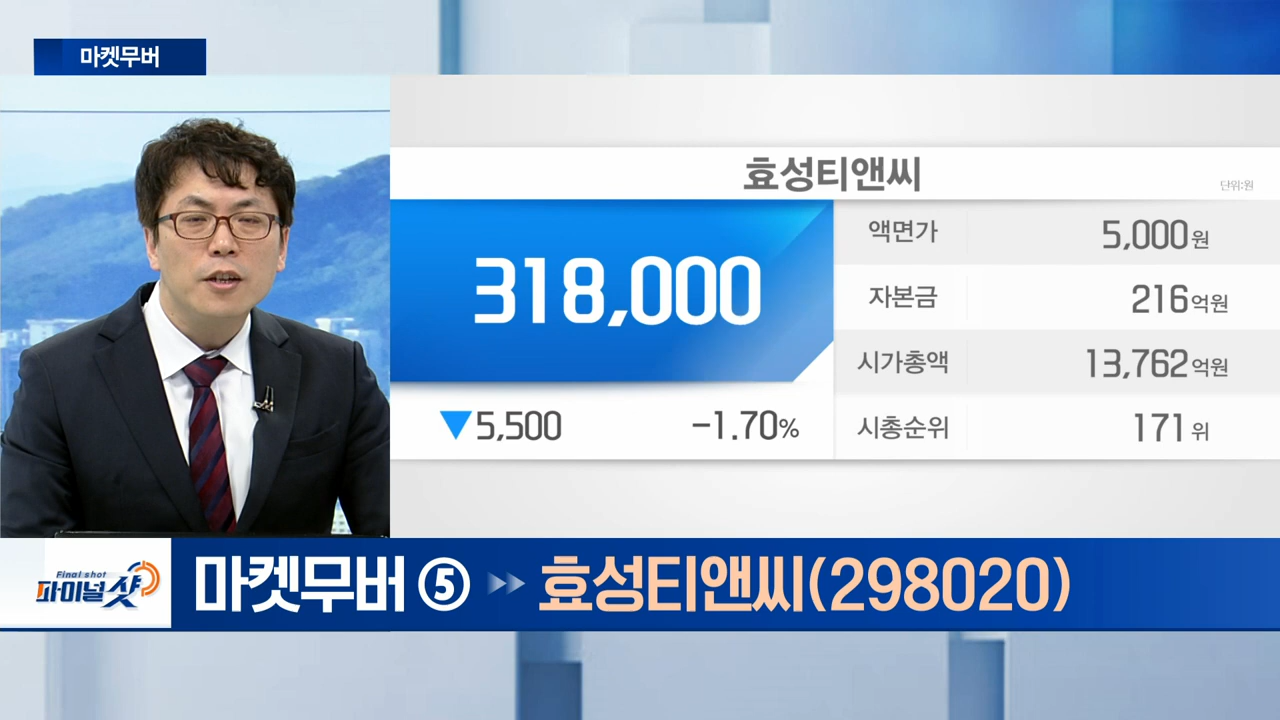 마켓무버
효성티앤씨
단위:원
318,000
▼5,500 -1.70%
액면가 5,000원
자본금 216억원
시가총액 13,762억원
시총순위 171위
Final shot
파이널샷
마켓무버 ⑤ 효성티앤씨(298020)